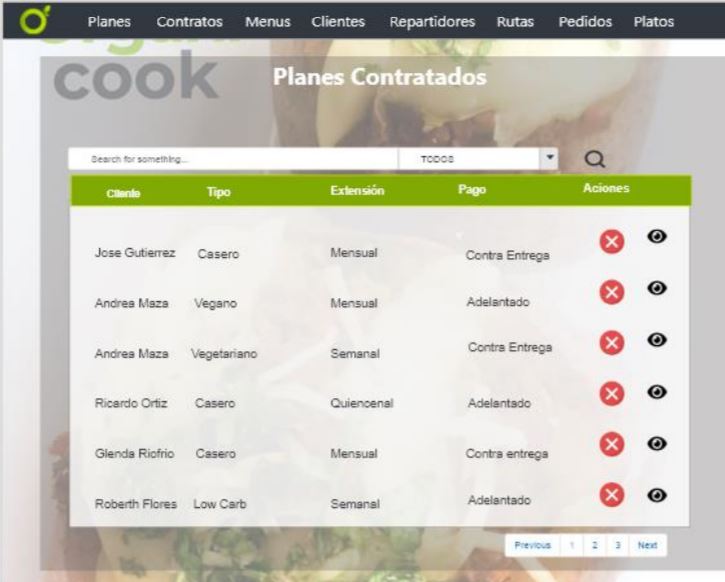 Planes Contratos Menus Clientes Repartidores Rutas Pedidos Platos
cook
Planes Contratados
Search for something... TODOS
Cliente Tipo Extensión Pago Aciones
Jose Gutierrez Casero Mensual Contra Entrega
Andrea Maza Vegano Mensual Adelantado
Andrea Maza Vegetariano Semanal Contra Entrega
Ricardo Ortiz Casero Quiencenal Adelantado
Glenda Riofrio Casero Mensual Contra entrega
Roberth Flores Low Carb Semanal Adelantado
Previous 1 2 3 Next